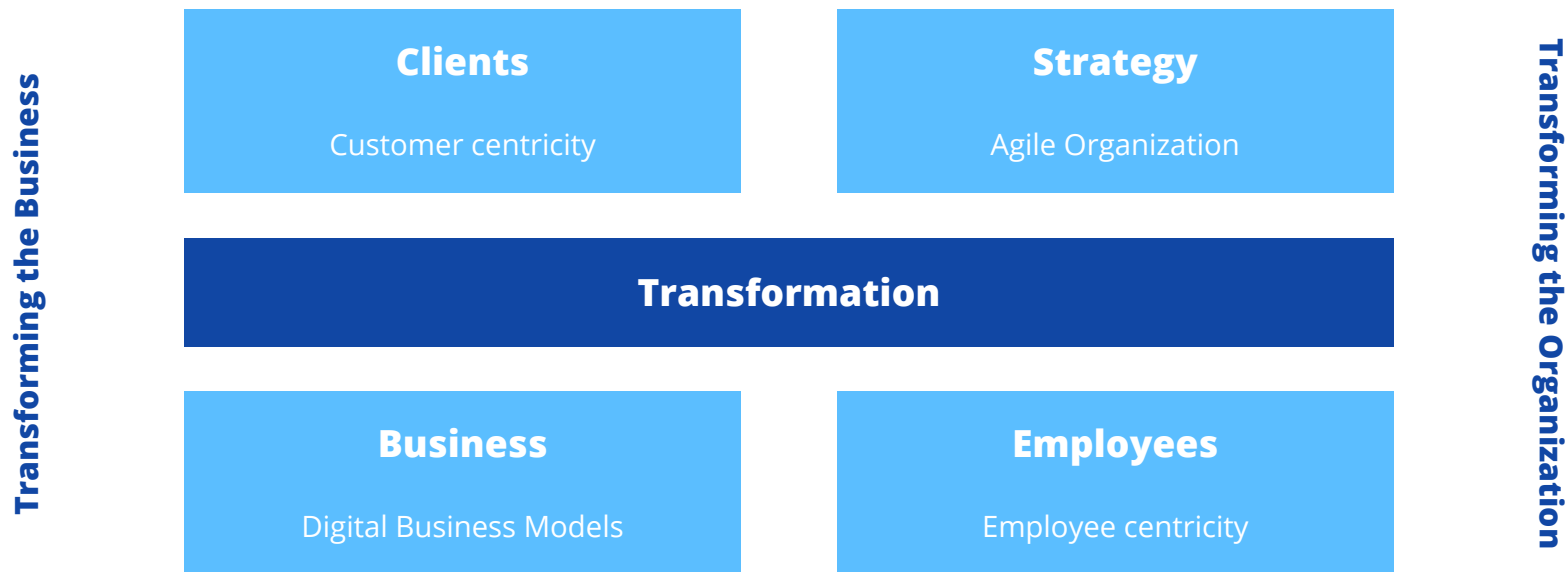 Transforming the Business
Clients
Customer centricity
Strategy
Agile Organization
Transformation
Business
Digital Business Models
Employees
Employee centricity
Transforming the Organization